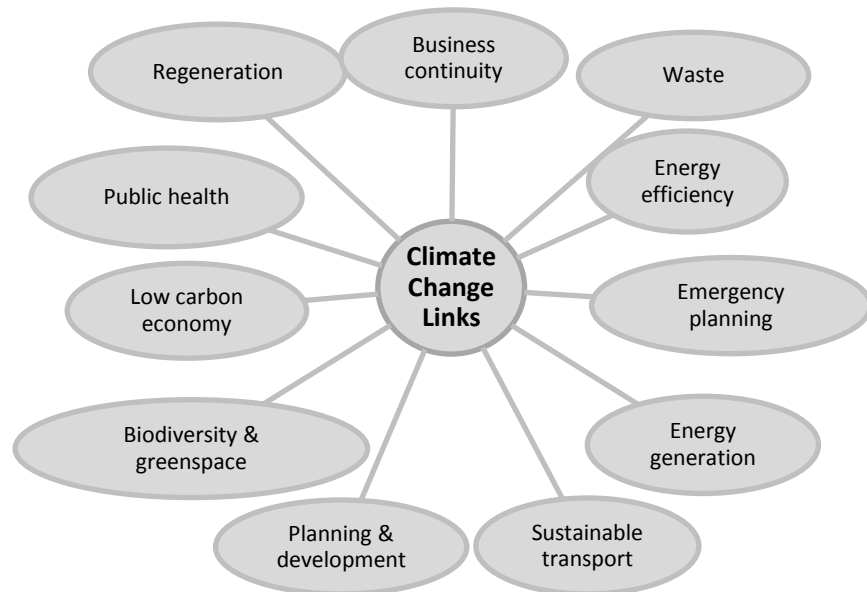 Business
continuity
Regeneration
Waste
Energy
efficiency
Public health
Climate
Change
Links
Low carbon
economy
Emergency
planning
Biodiversity &
greenspace
Energy
generation
Planning &
development
Sustainable
transport